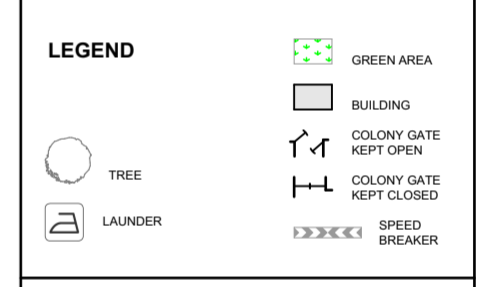 LEGEND
GREEN AREA
BUILDING
COLONY GATE
KEPT OPEN
TREE
COLONY GATE
KEPT CLOSED
LAUNDER
SPEED
BREAKER